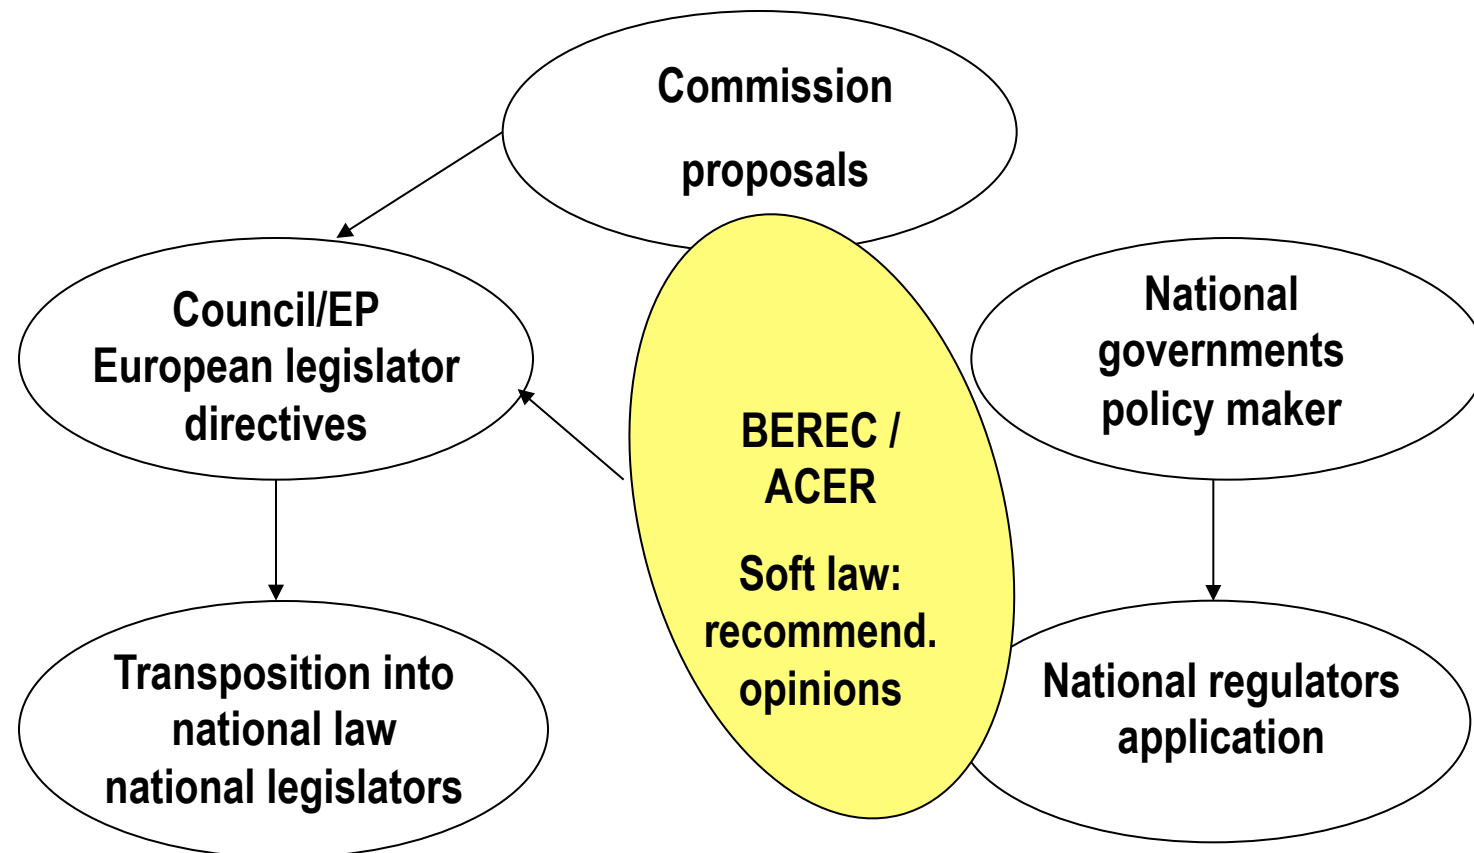 Commission
proposals
Council/EP
European legislator
directives
National
governments
policy maker
BEREC /
ACER
Soft law:
recommend.
opinions
Transposition into
national law
national legislators
National regulators
application